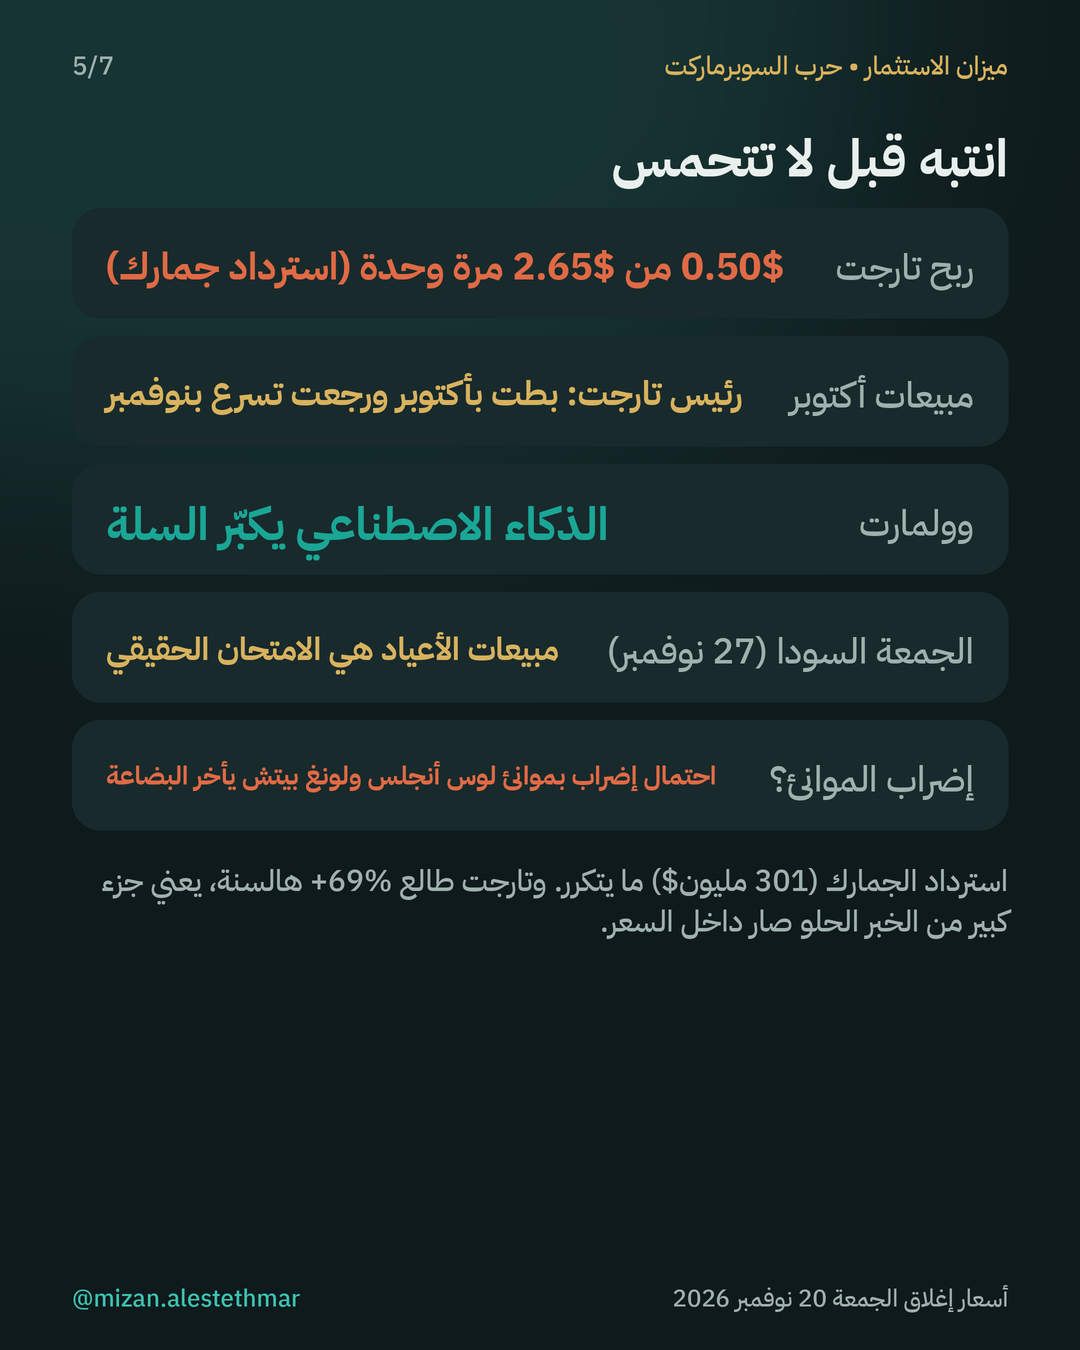 ميزان الاستثمار • حرب السوبرماركت
5/7
انتبه قبل لا تتحمس
ربح تارجت
0.50$ من 2.65$ مرة وحدة (استرداد جمارك)
مبيعات أكتوبر
رئيس تارجت: بطت بأكتوبر ورجعت تسرع بنوفمبر
وولمارت
الذكاء الاصطناعي يكبّر السلة
الجمعة السودا (27 نوفمبر)
مبيعات الأعياد هي الامتحان الحقيقي
إضراب الموانئ؟
احتمال إضراب بموانئ لوس أنجلس ولونغ بيتش يأخر البضاعة
استرداد الجمارك (301 مليون$) ما يتكرر. وتارجت طالع 69%+ هالسنة، يعني جزء
كبير من الخبر الحلو صار داخل السعر.
أسعار إغلاق الجمعة 20 نوفمبر 2026
@mizan.alestethmar